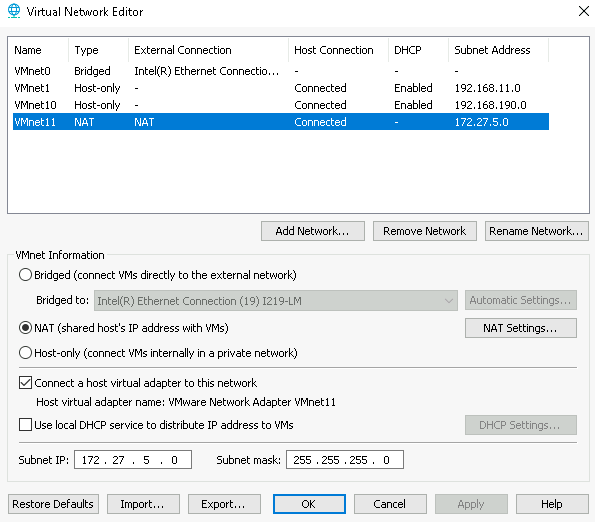 Virtual Network Editor
Name Type External Connection Host Connection DHCP Subnet Address
VMnet0 Bridged Intel(R) Ethernet Connectio... - - -
VMnet1 Host-only - Connected Enabled 192.168.11.0
VMnet10 Host-only - Connected Enabled 192.168.190.0
VMnet11 NAT NAT Connected - 172.27.5.0
Add Network... Remove Network Rename Network...
VMnet Information
Bridged (connect VMs directly to the external network)
Bridged to: Intel(R) Ethernet Connection (19) I219-LM Automatic Settings...
NAT (shared host's IP address with VMs) NAT Settings...
Host-only (connect VMs internally in a private network)
Connect a host virtual adapter to this network
Host virtual adapter name: VMware Network Adapter VMnet11
Use local DHCP service to distribute IP address to VMs DHCP Settings...
Subnet IP: 172 . 27 . 5 . 0 Subnet mask: 255 . 255 . 255 . 0
Restore Defaults Import... Export... OK Cancel Apply Help